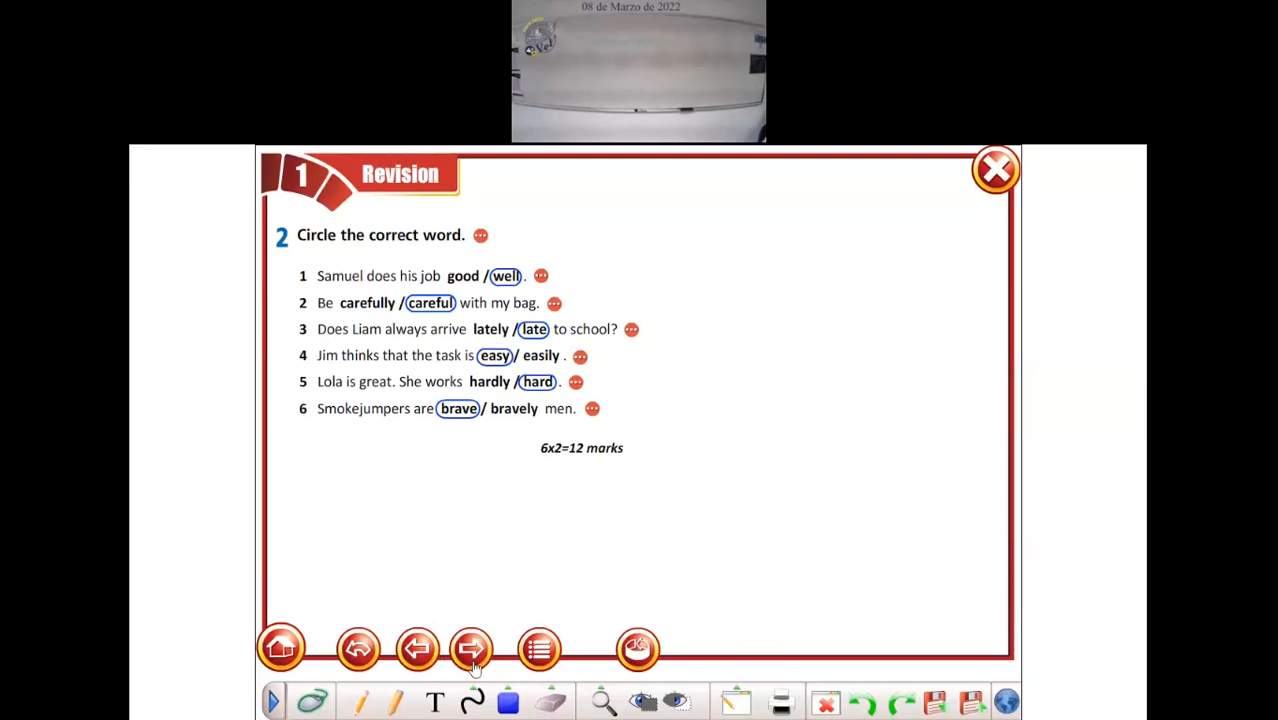 08 de Marzo de 2022
Vet
1 Revision
2 Circle the correct word.
1 Samuel does his job good / well .
2 Be carefully / careful with my bag.
3 Does Liam always arrive lately / late to school?
4 Jim thinks that the task is easy / easily .
5 Lola is great. She works hardly / hard .
6 Smokejumpers are brave / bravely men.
6x2=12 marks
T